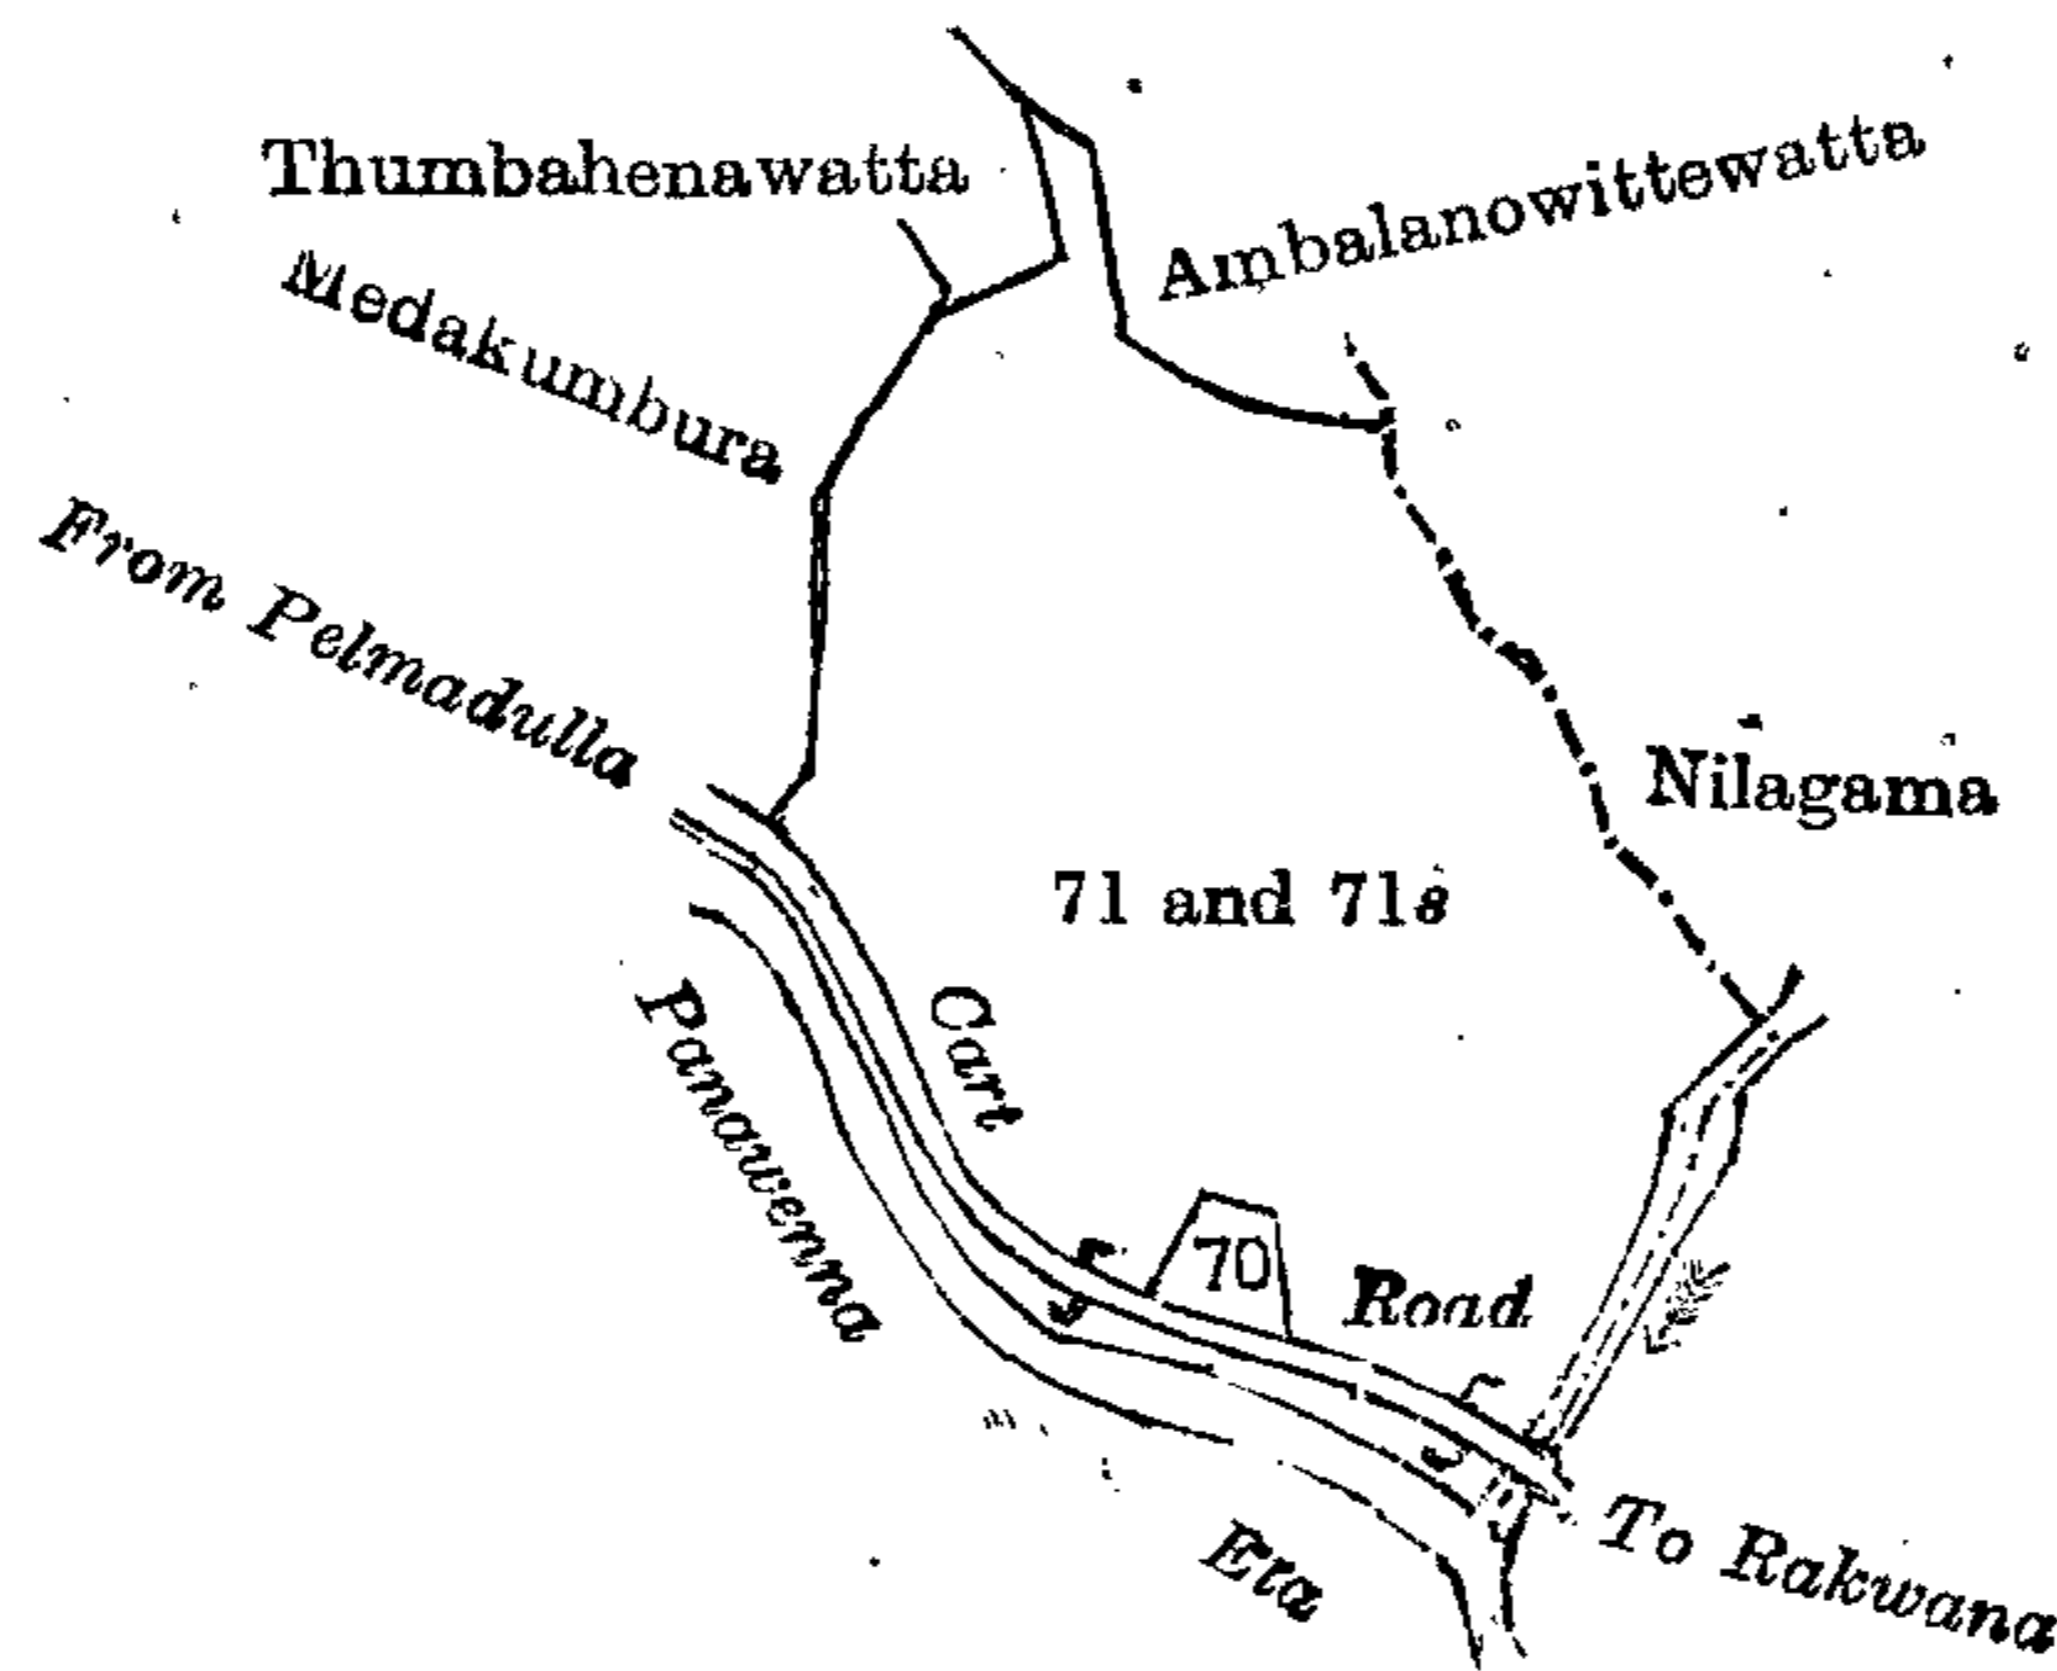 Thumbahenawatta
Ambalanowittewatta
Medakumbura
From Pelmadulla
Nilagama
71 and 71s
Cart
Panawenna
70
Road
Eta
To Rakwana